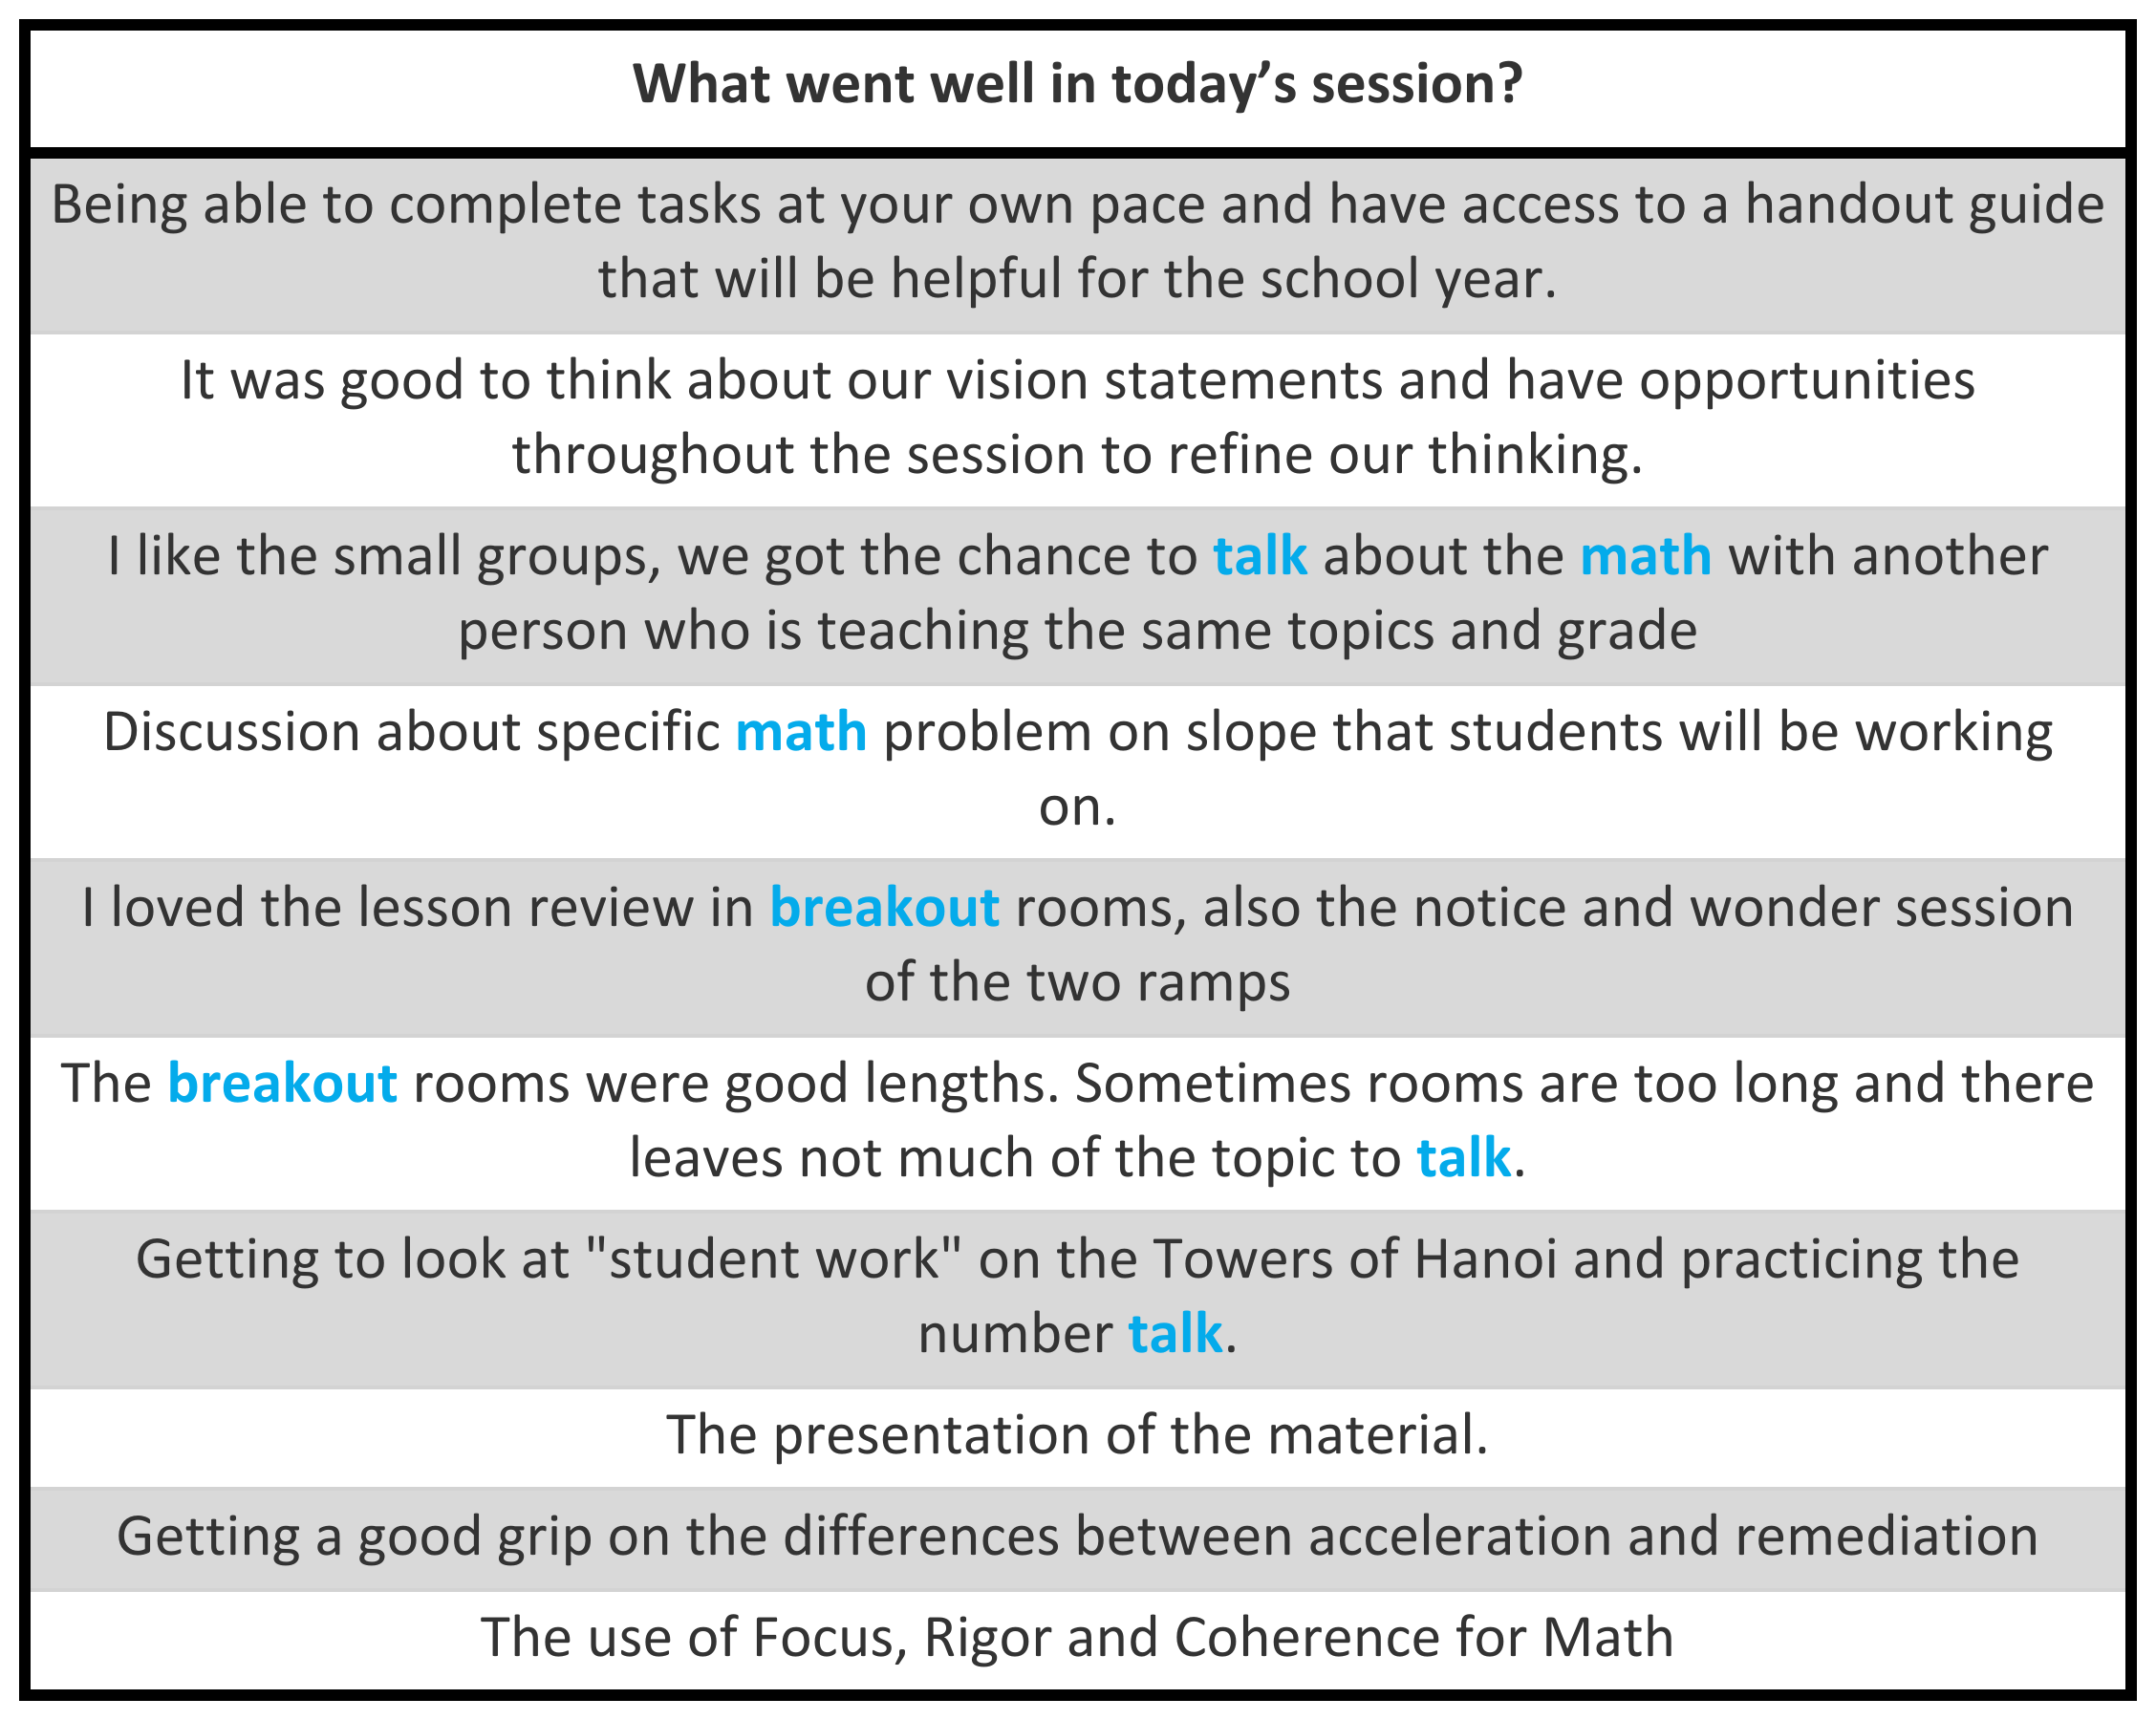 What went well in today’s session?
Being able to complete tasks at your own pace and have access to a handout guide
that will be helpful for the school year.
It was good to think about our vision statements and have opportunities
throughout the session to refine our thinking.
I like the small groups, we got the chance to talk about the math with another
person who is teaching the same topics and grade
Discussion about specific math problem on slope that students will be working
on.
I loved the lesson review in breakout rooms, also the notice and wonder session
of the two ramps
The breakout rooms were good lengths. Sometimes rooms are too long and there
leaves not much of the topic to talk.
Getting to look at "student work" on the Towers of Hanoi and practicing the
number talk.
The presentation of the material.
Getting a good grip on the differences between acceleration and remediation
The use of Focus, Rigor and Coherence for Math